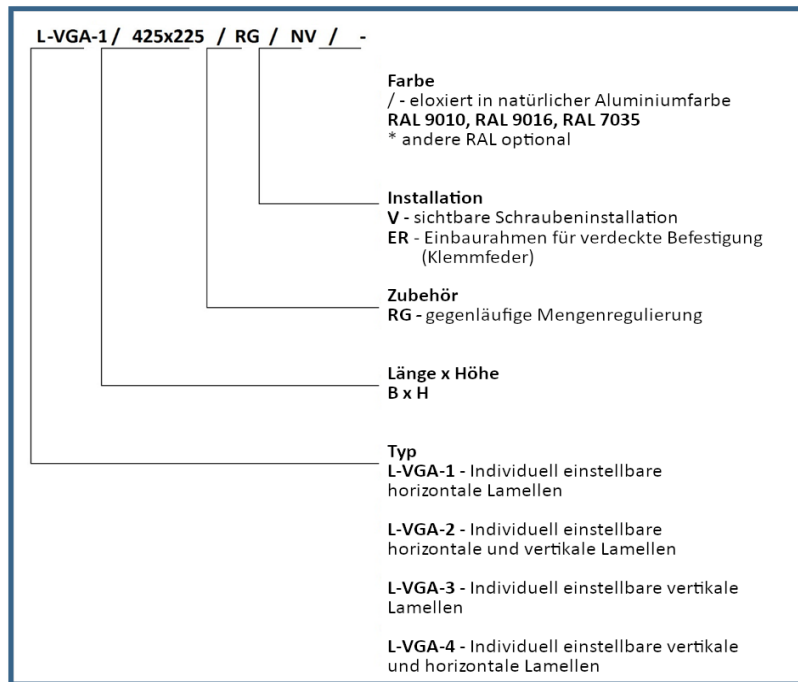 L-VGA-1 / 425x225 / RG / NV / -
Farbe
/ - eloxiert in natürlicher Aluminiumfarbe
RAL 9010, RAL 9016, RAL 7035
* andere RAL optional
Installation
V - sichtbare Schraubeninstallation
ER - Einbaurahmen für verdeckte Befestigung
(Klemmfeder)
Zubehör
RG - gegenläufige Mengenregulierung
Länge x Höhe
B x H
Typ
L-VGA-1 - Individuell einstellbare
horizontale Lamellen
L-VGA-2 - Individuell einstellbare
horizontale und vertikale Lamellen
L-VGA-3 - Individuell einstellbare vertikale
Lamellen
L-VGA-4 - Individuell einstellbare vertikale
und horizontale Lamellen